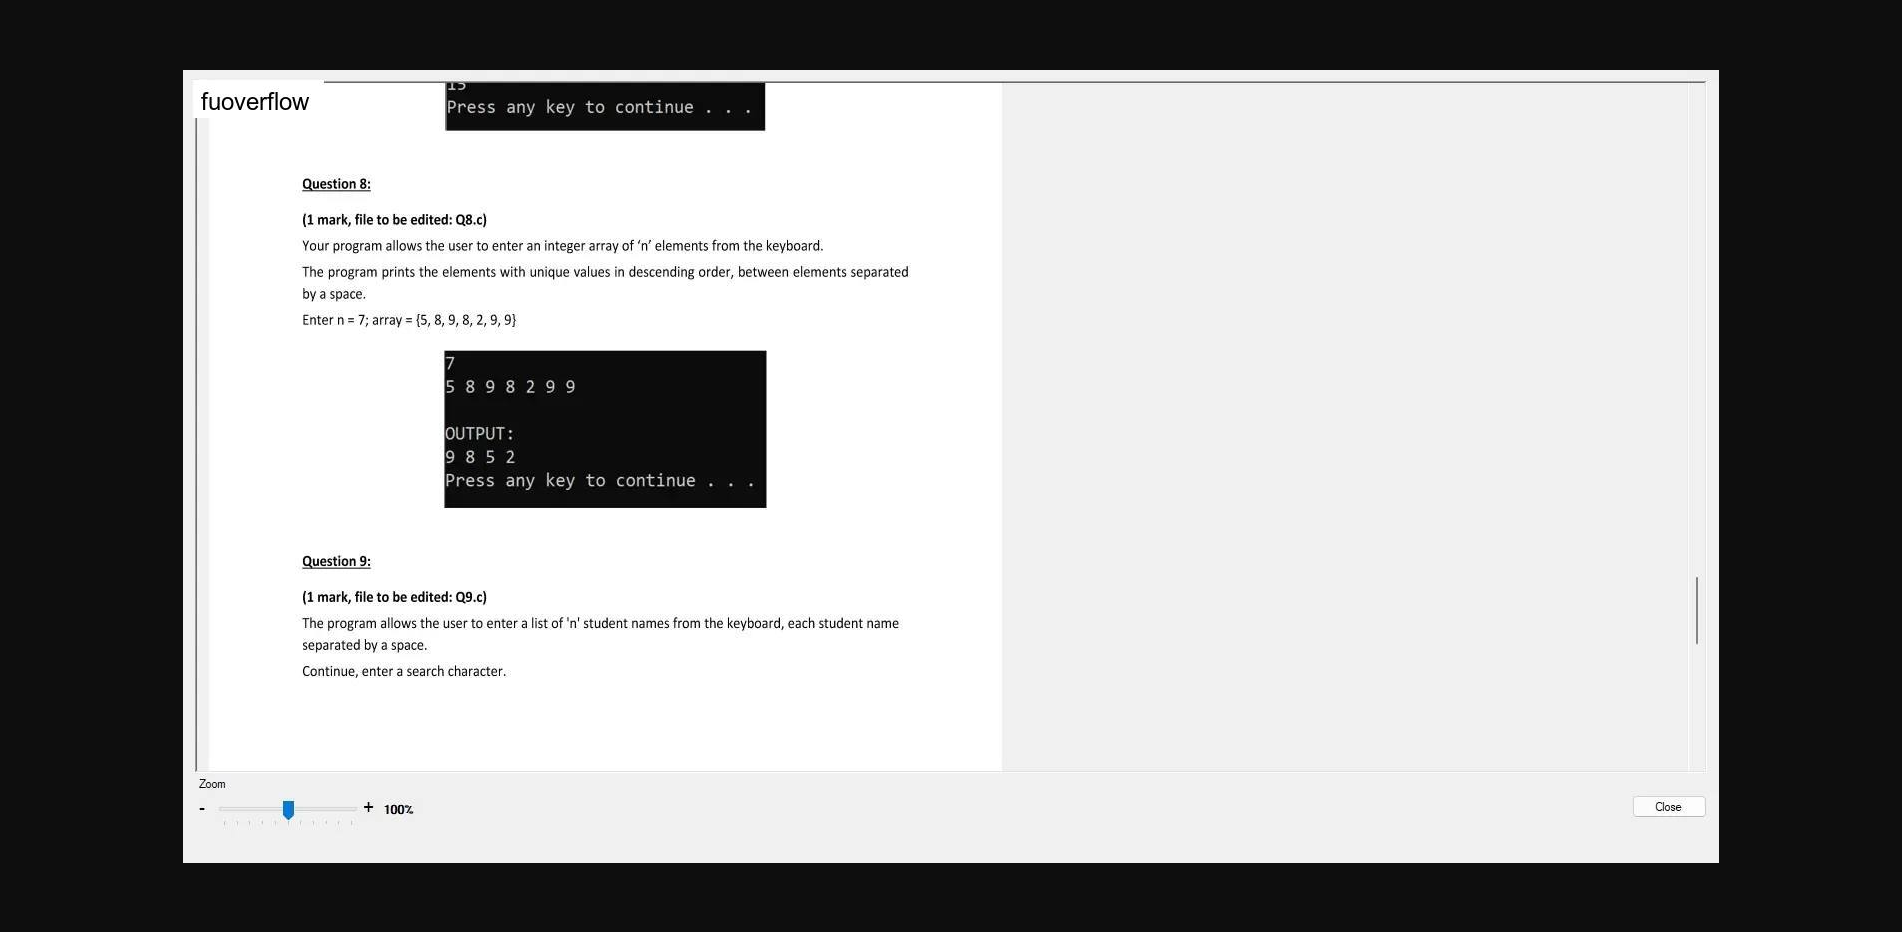 fuoverflow
15
Press any key to continue . . .
Question 8:
(1 mark, file to be edited: Q8.c)
Your program allows the user to enter an integer array of ‘n’ elements from the keyboard.
The program prints the elements with unique values in descending order, between elements separated
by a space.
Enter n = 7; array = {5, 8, 9, 8, 2, 9, 9}
7
5 8 9 8 2 9 9
OUTPUT:
9 8 5 2
Press any key to continue . . .
Question 9:
(1 mark, file to be edited: Q9.c)
The program allows the user to enter a list of 'n' student names from the keyboard, each student name
separated by a space.
Continue, enter a search character.
Zoom
- + 100%
Close